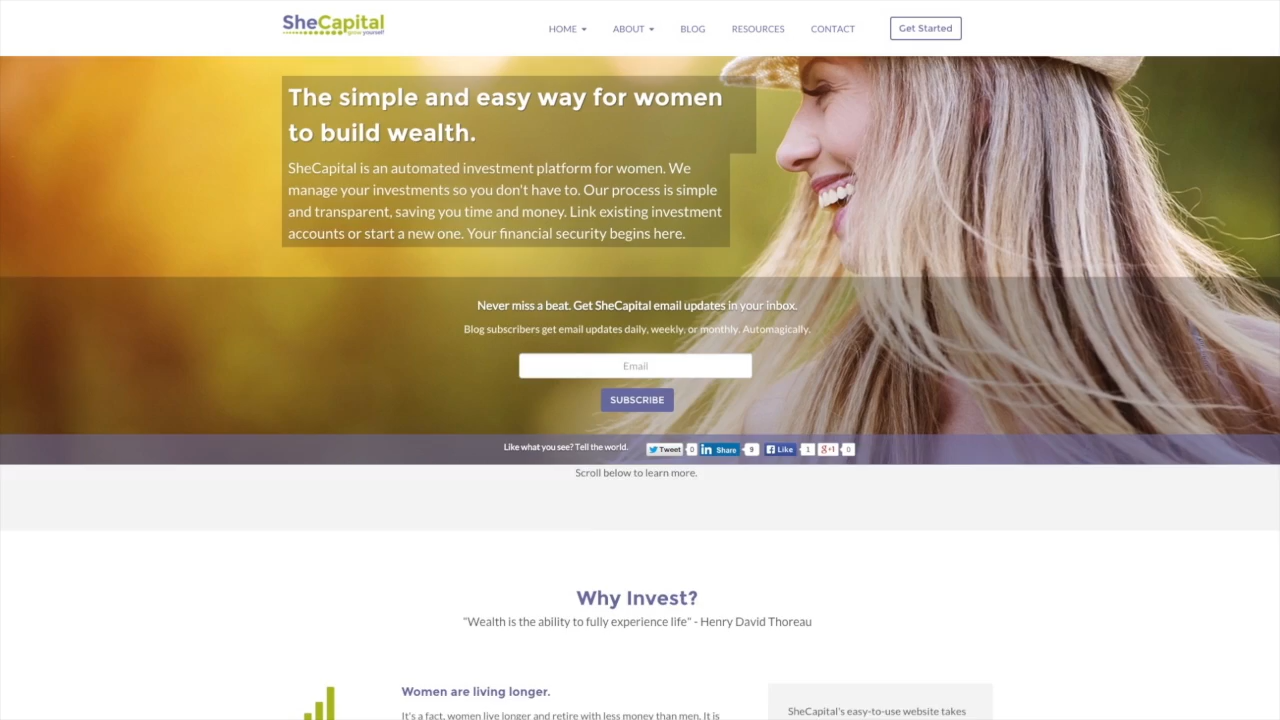 SheCapital
grow yourself
HOME
ABOUT
BLOG
RESOURCES
CONTACT
Get Started
The simple and easy way for women
to build wealth.
SheCapital is an automated investment platform for women. We
manage your investments so you don't have to. Our process is simple
and transparent, saving you time and money. Link existing investment
accounts or start a new one. Your financial security begins here.
Never miss a beat. Get SheCapital email updates in your inbox.
Blog subscribers get email updates daily, weekly, or monthly. Automagically.
Email
SUBSCRIBE
Like what you see? Tell the world.
Tweet 0
in Share 9
Like 1
g+1 0
Scroll below to learn more.
Why Invest?
"Wealth is the ability to fully experience life" - Henry David Thoreau
Women are living longer.
It's a fact, women live longer and retire with less money than men. It is
SheCapital's easy-to-use website takes